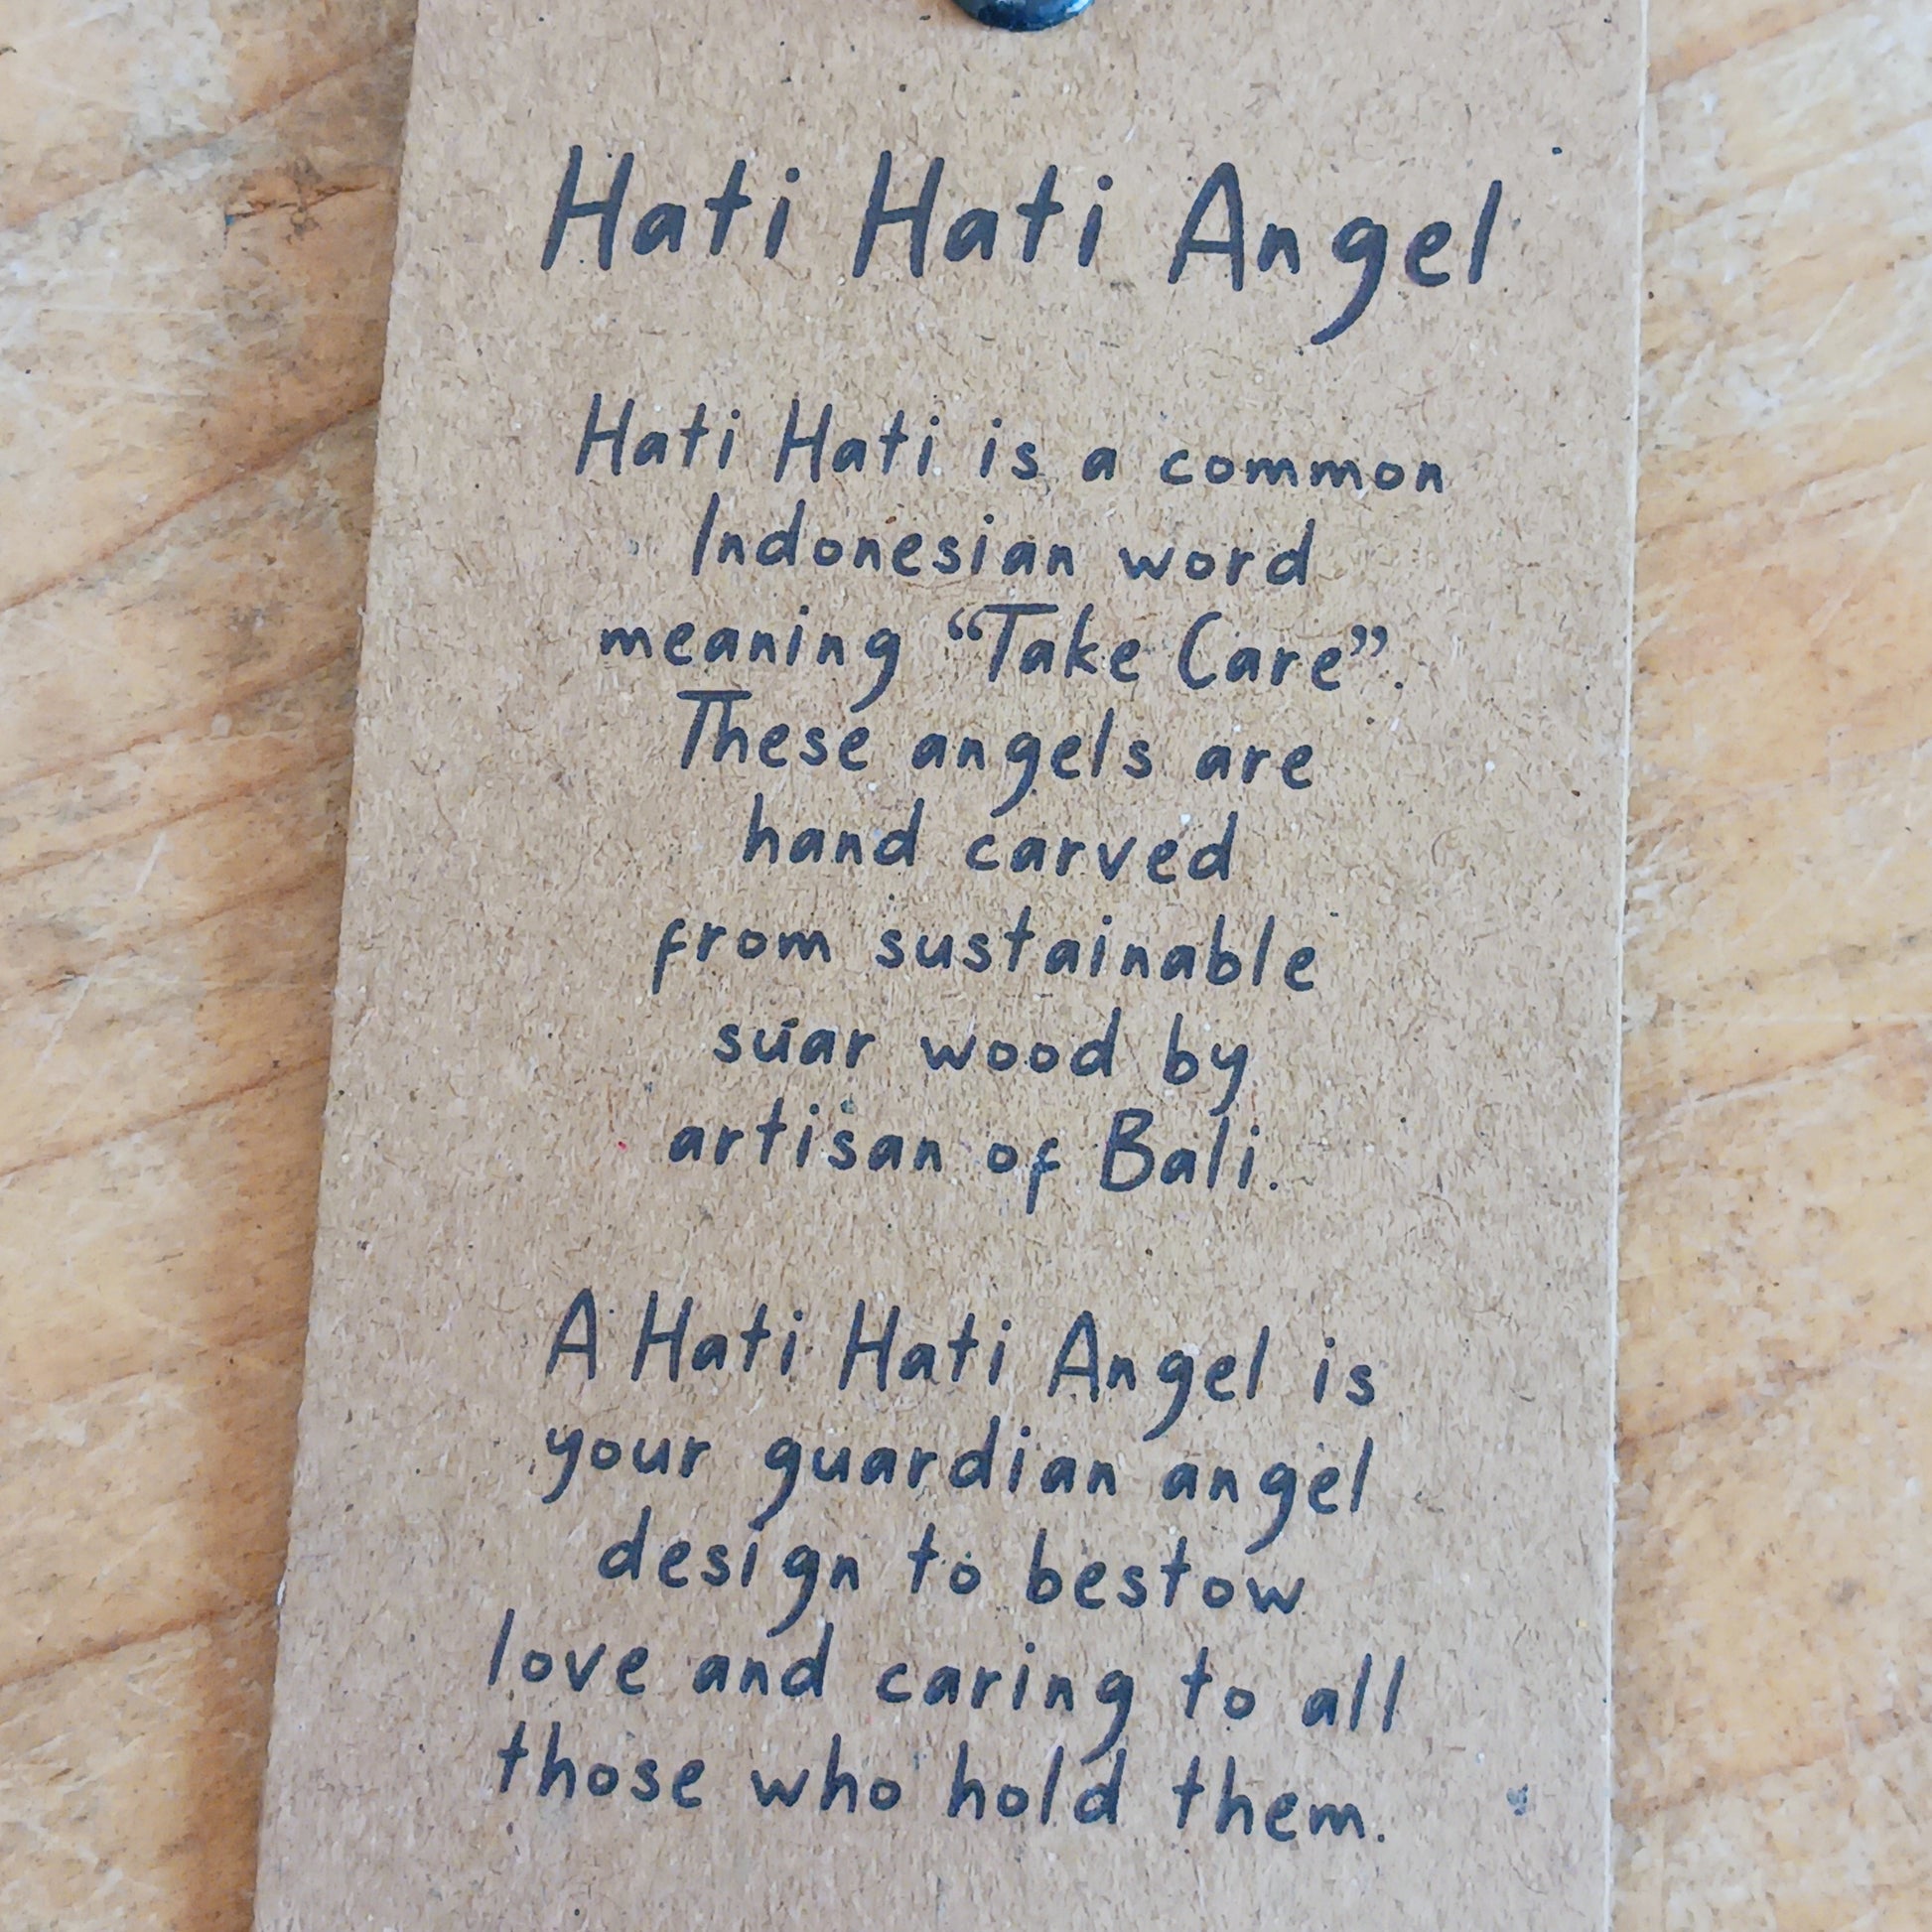 Hati Hati Angel
Hati Hati is a common
Indonesian word
meaning “Take Care”.
These angels are
hand carved
from sustainable
suar wood by
artisan of Bali.
A Hati Hati Angel is
your guardian angel
design to bestow
love and caring to all
those who hold them.